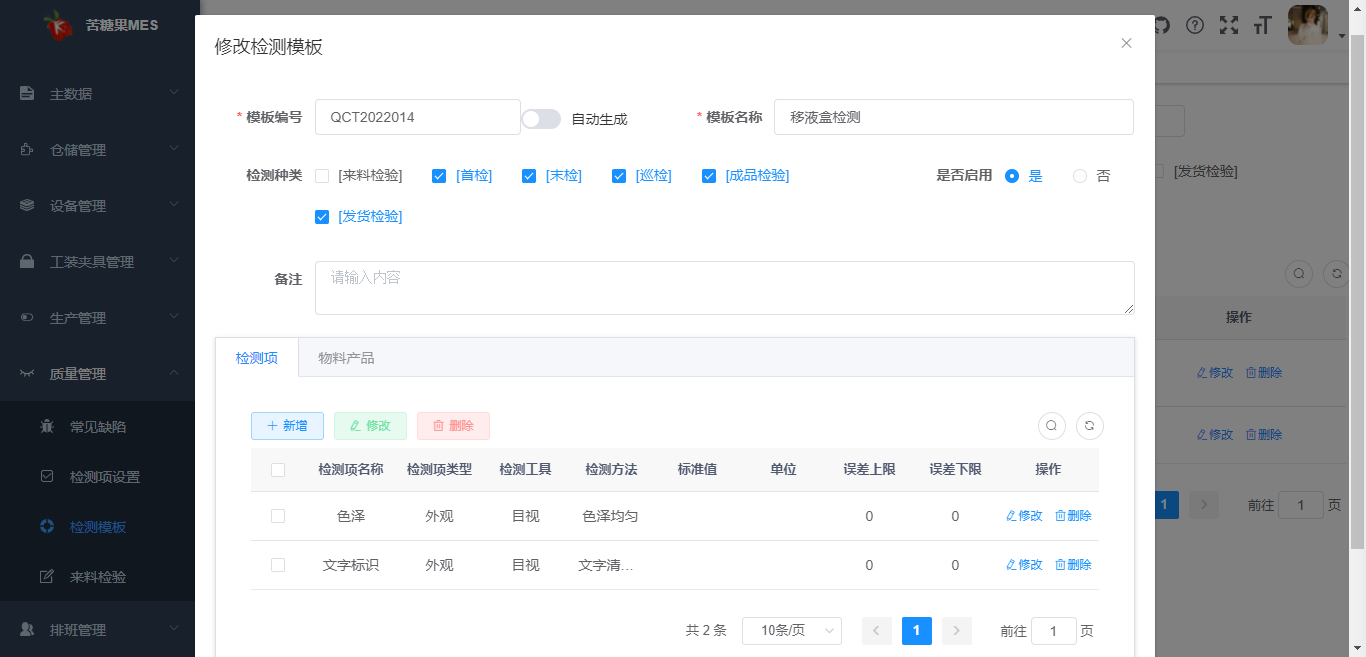 苦糖果MES
主数据
仓储管理
设备管理
工装夹具管理
生产管理
质量管理
常见缺陷
检测项设置
检测模板
来料检验
排班管理
修改检测模板
* 模板编号 QCT2022014 自动生成 * 模板名称 移液盒检测
检测种类 [来料检验] [首检] [末检] [巡检] [成品检验] 是否启用 是 否
[发货检验]
备注 请输入内容
检测项 物料产品
+ 新增 修改 删除
检测项名称 检测项类型 检测工具 检测方法 标准值 单位 误差上限 误差下限 操作
色泽 外观 目视 色泽均匀 0 0 修改 删除
文字标识 外观 目视 文字清... 0 0 修改 删除
共 2 条 10条/页 < 1 > 前往 1 页
[发货检验]
操作
修改 删除
修改 删除
1 > 前往 1 页